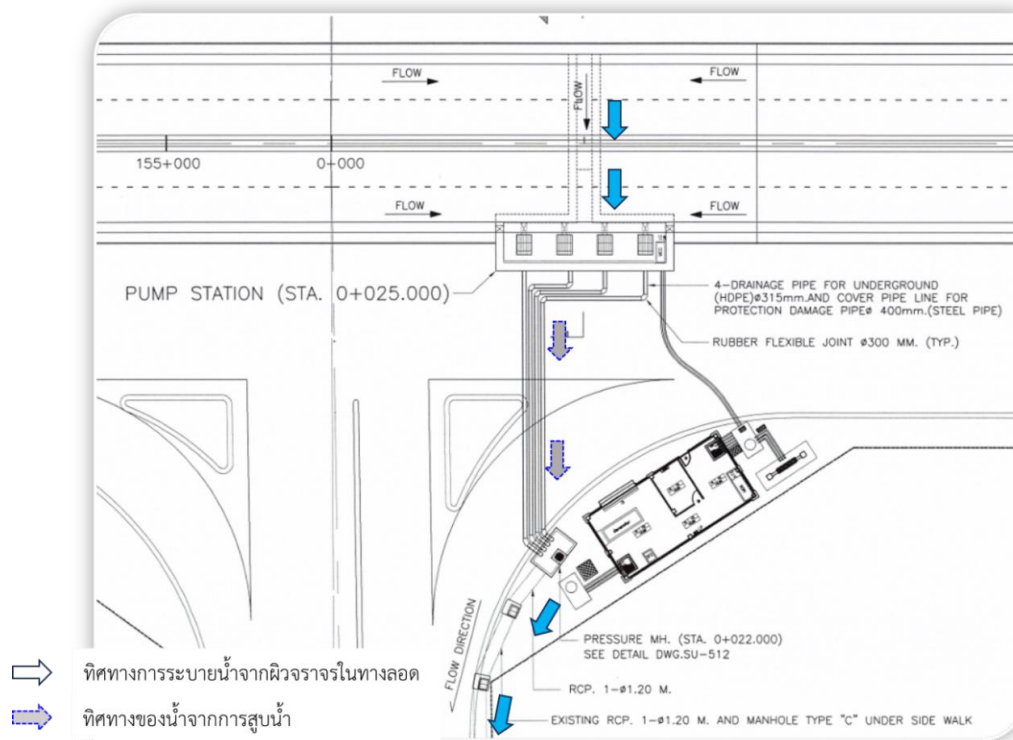 FLOW
FLOW
FLOW
155+000
0-000
FLOW
FLOW
PUMP STATION (STA. 0+025.000)
4-DRAINAGE PIPE FOR UNDERGROUND
(HDPE)ø315mm.AND COVER PIPE LINE FOR
PROTECTION DAMAGE PIPEø 400mm.(STEEL PIPE)
RUBBER FLEXIBLE JOINT ø300 MM. (TYP.)
FLOW DIRECTION
PRESSURE MH. (STA. 0+022.000)
SEE DETAIL DWG.SU-512
RCP. 1-ø1.20 M.
EXISTING RCP. 1-ø1.20 M. AND MANHOLE TYPE "C" UNDER SIDE WALK
ทิศทางการระบายน้ำจากผิวจราจรในทางลอด
ทิศทางของน้ำจากการสูบน้ำ